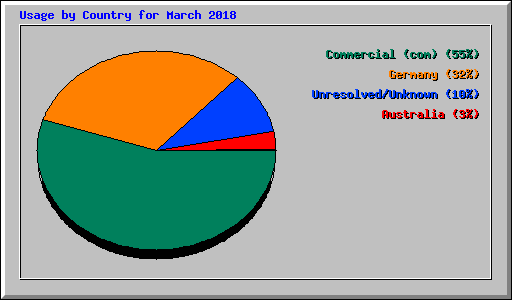 Usage by Country for March 2018
Commercial (com) (55%)
Germany (32%)
Unresolved/Unknown (10%)
Australia (3%)